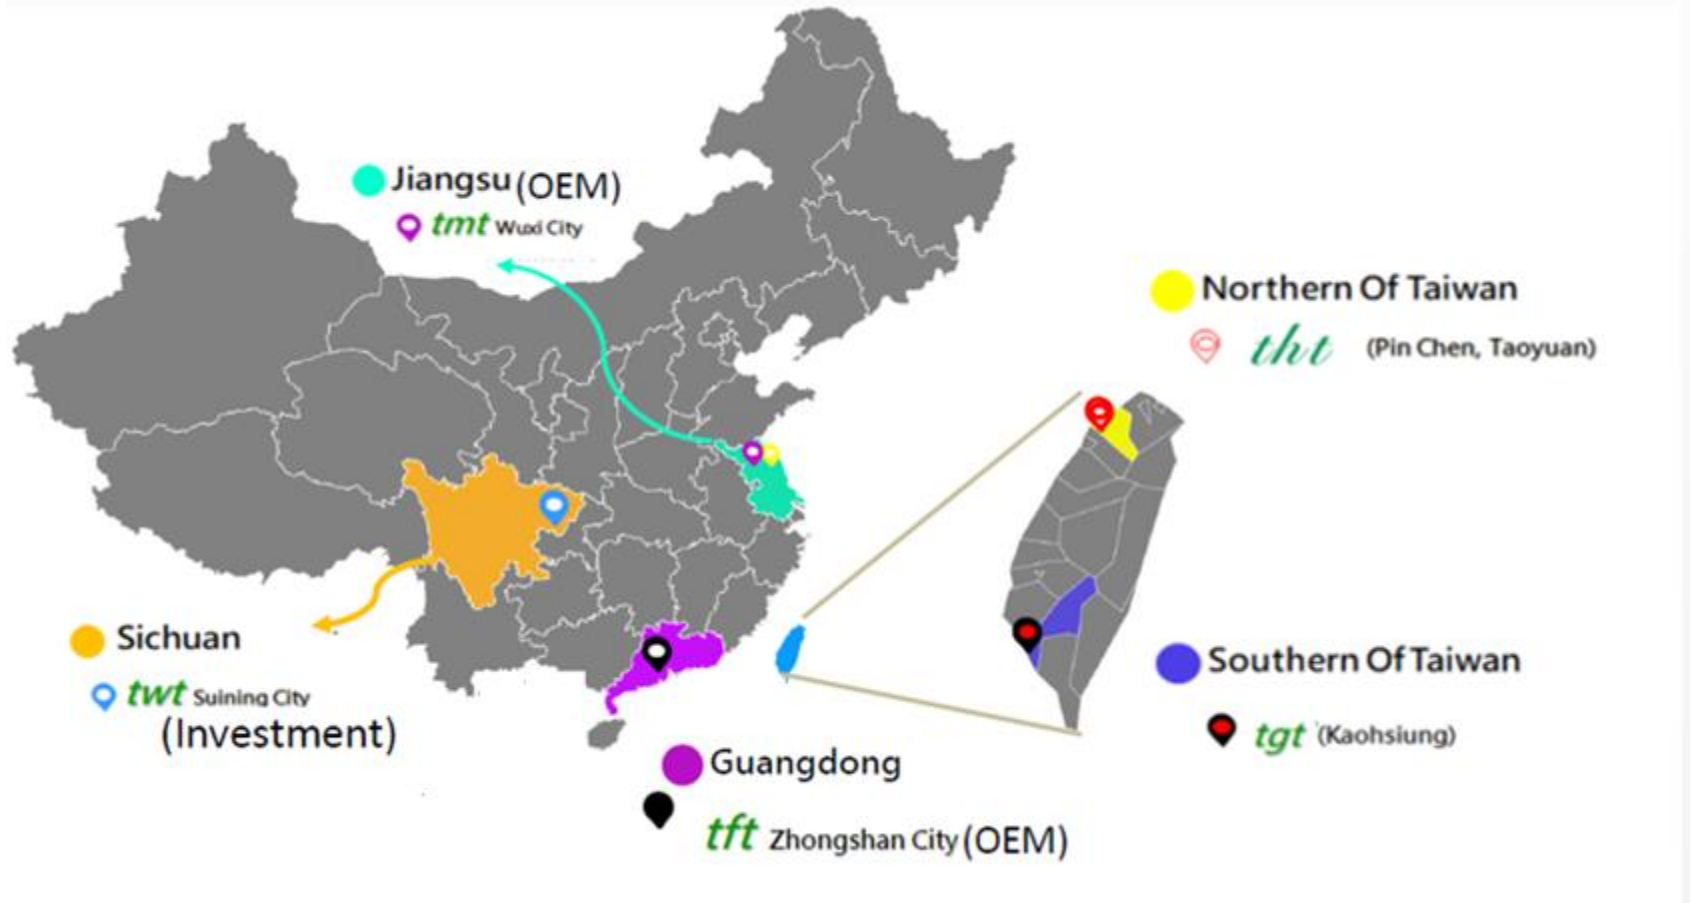 Jiangsu (OEM)
tmt Wuxi City
Northern Of Taiwan
tht (Pin Chen, Taoyuan)
Sichuan
twt Suining City
(Investment)
Southern Of Taiwan
tgt (Kaohsiung)
Guangdong
tft Zhongshan City (OEM)